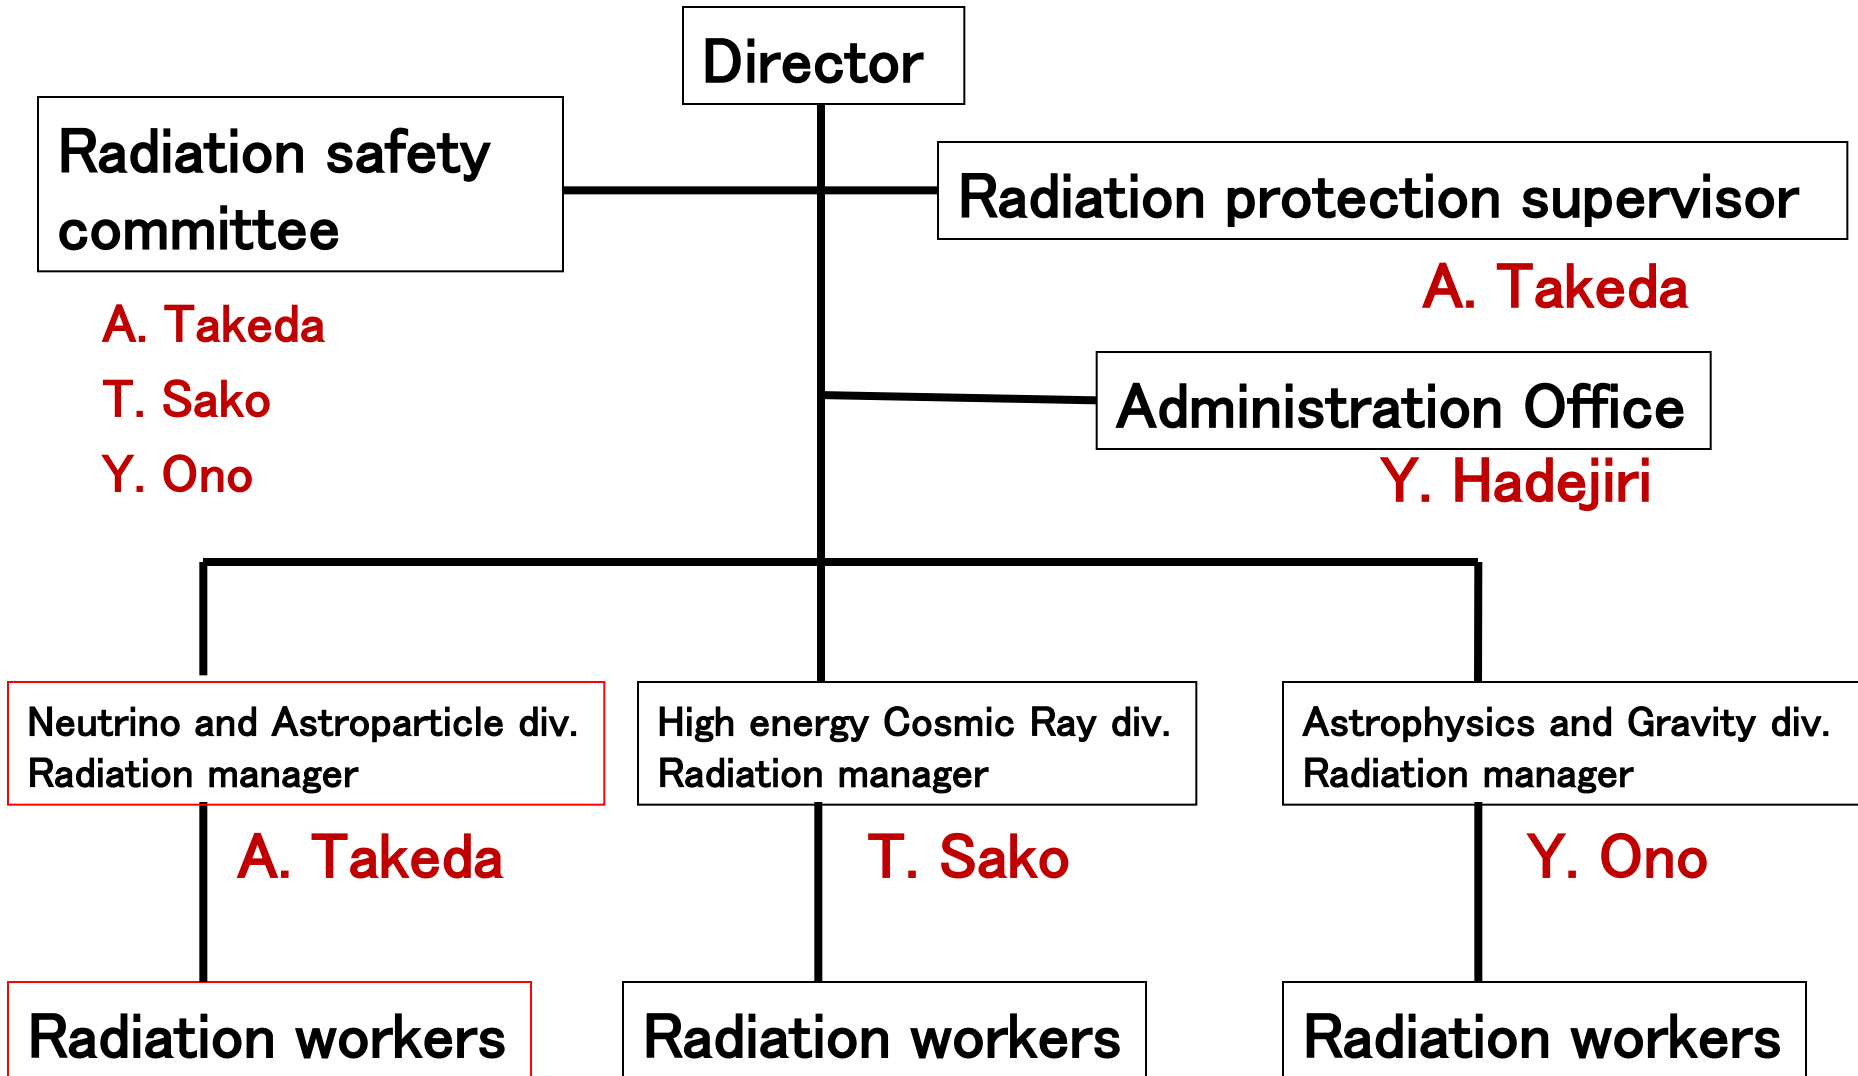 Director
Radiation safety
committee
Radiation protection supervisor
A. Takeda
A. Takeda
T. Sako
Y. Ono
Administration Office
Y. Hadejiri
Neutrino and Astroparticle div.
Radiation manager
High energy Cosmic Ray div.
Radiation manager
Astrophysics and Gravity div.
Radiation manager
A. Takeda
T. Sako
Y. Ono
Radiation workers
Radiation workers
Radiation workers